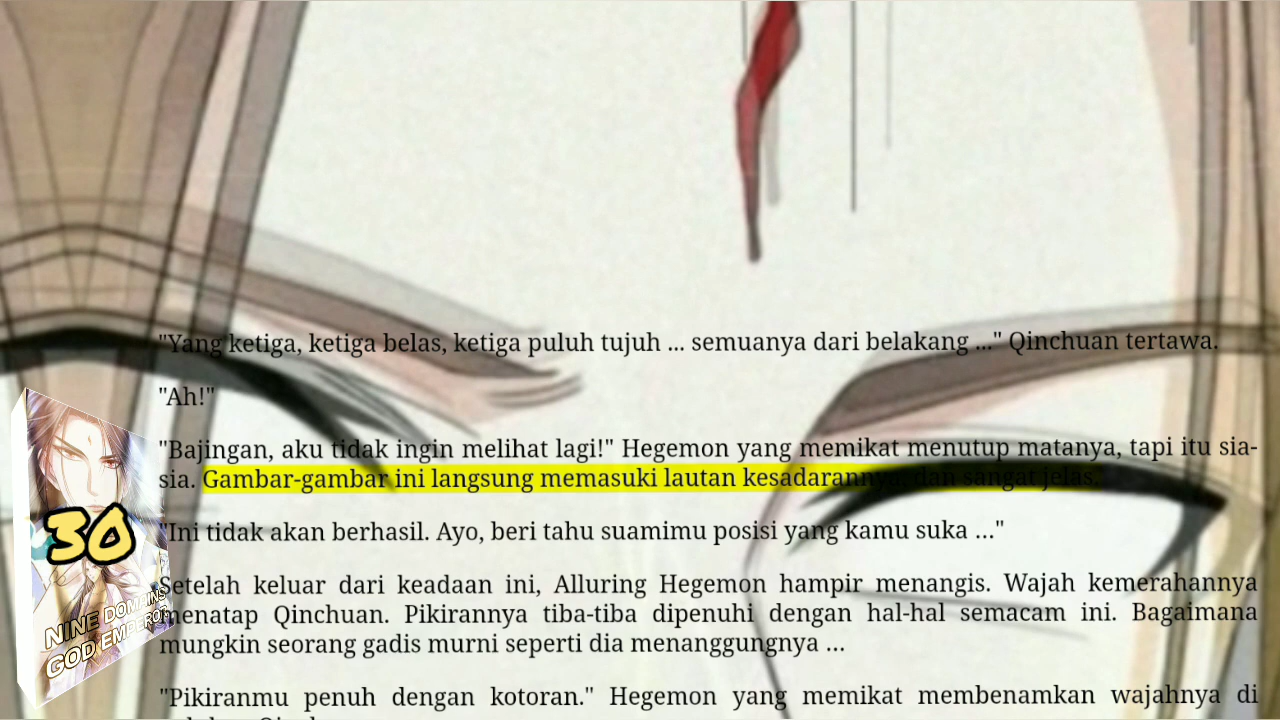 "Yang ketiga, ketiga belas, ketiga puluh tujuh ... semuanya dari belakang ..." Qinchuan tertawa.
"Ah!"
"Bajingan, aku tidak ingin melihat lagi!" Hegemon yang memikat menutup matanya, tapi itu sia-
sia. Gambar-gambar ini langsung memasuki lautan kesadarannya, dan sangat jelas.
"Ini tidak akan berhasil. Ayo, beri tahu suamimu posisi yang kamu suka ..."
Setelah keluar dari keadaan ini, Alluring Hegemon hampir menangis. Wajah kemerahannya
menatap Qinchuan. Pikirannya tiba-tiba dipenuhi dengan hal-hal semacam ini. Bagaimana
mungkin seorang gadis murni seperti dia menanggungnya ...
"Pikiranmu penuh dengan kotoran." Hegemon yang memikat membenamkan wajahnya di
30
NINE DOMAINS
GOD EMPEROR